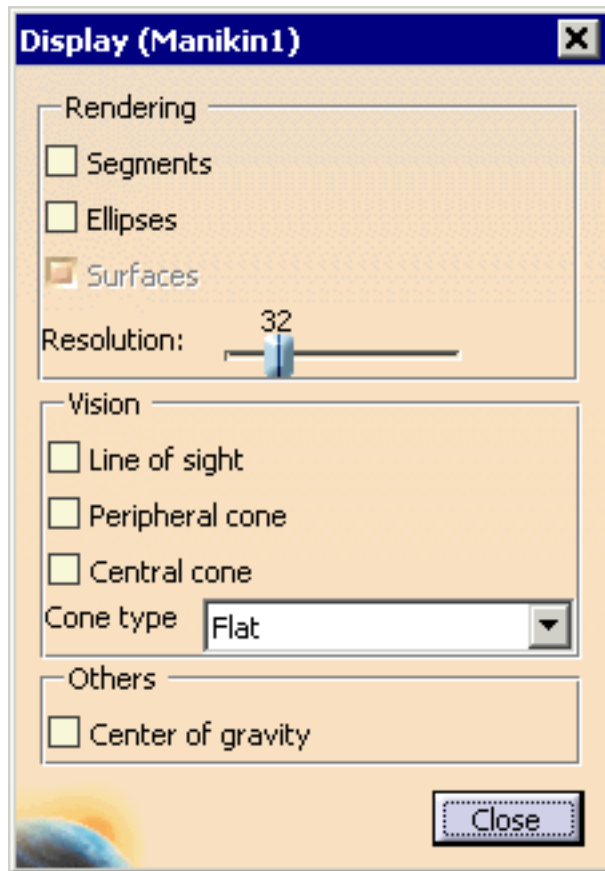 Display (Manikin1)
Rendering
Segments
Ellipses
Surfaces
32
Resolution:
Vision
Line of sight
Peripheral cone
Central cone
Cone type Flat
Others
Center of gravity
Close